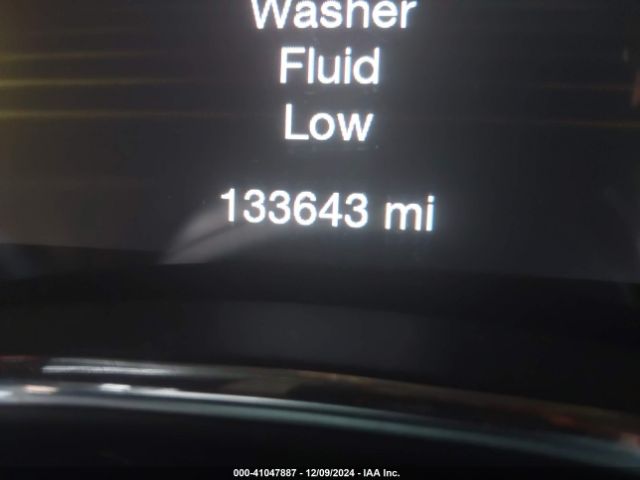 Washer
Fluid
Low
133643 mi
000-41047887 - 12/09/2024 - IAA Inc.